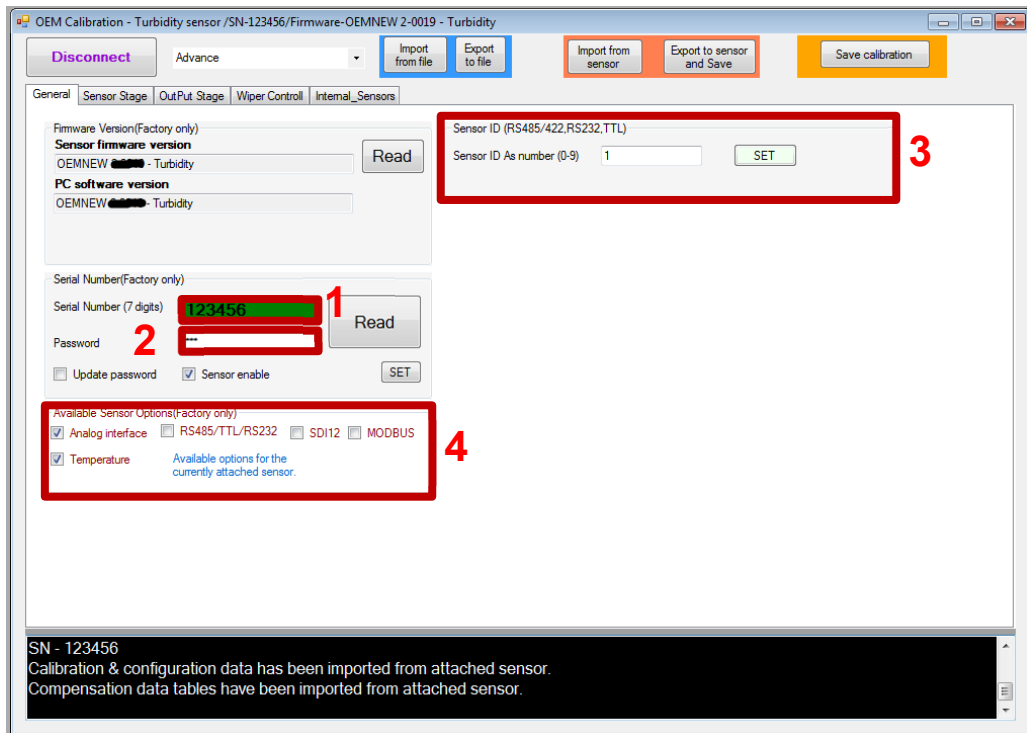 OEM Calibration - Turbidity sensor /SN-123456/Firmware-OEMNEW 2-0019 - Turbidity
Disconnect
Advance
Import
from file
Export
to file
Import from
sensor
Export to sensor
and Save
Save calibration
General
Sensor Stage
OutPut Stage
Wiper Controll
Internal_Sensors
Firmware Version(Factory only)
Sensor firmware version
OEMNEW - Turbidity
Read
PC software version
OEMNEW - Turbidity
Sensor ID (RS485/422,RS232,TTL)
Sensor ID As number (0-9)
1
SET
3
Serial Number(Factory only)
Serial Number (7 digits)
123456
1
Read
Password
2
***
Update password
Sensor enable
SET
Available Sensor Options(Factory only)
Analog interface
RS485/TTL/RS232
SDI12
MODBUS
Temperature
Available options for the
currently attached sensor.
4
SN - 123456
Calibration & configuration data has been imported from attached sensor.
Compensation data tables have been imported from attached sensor.